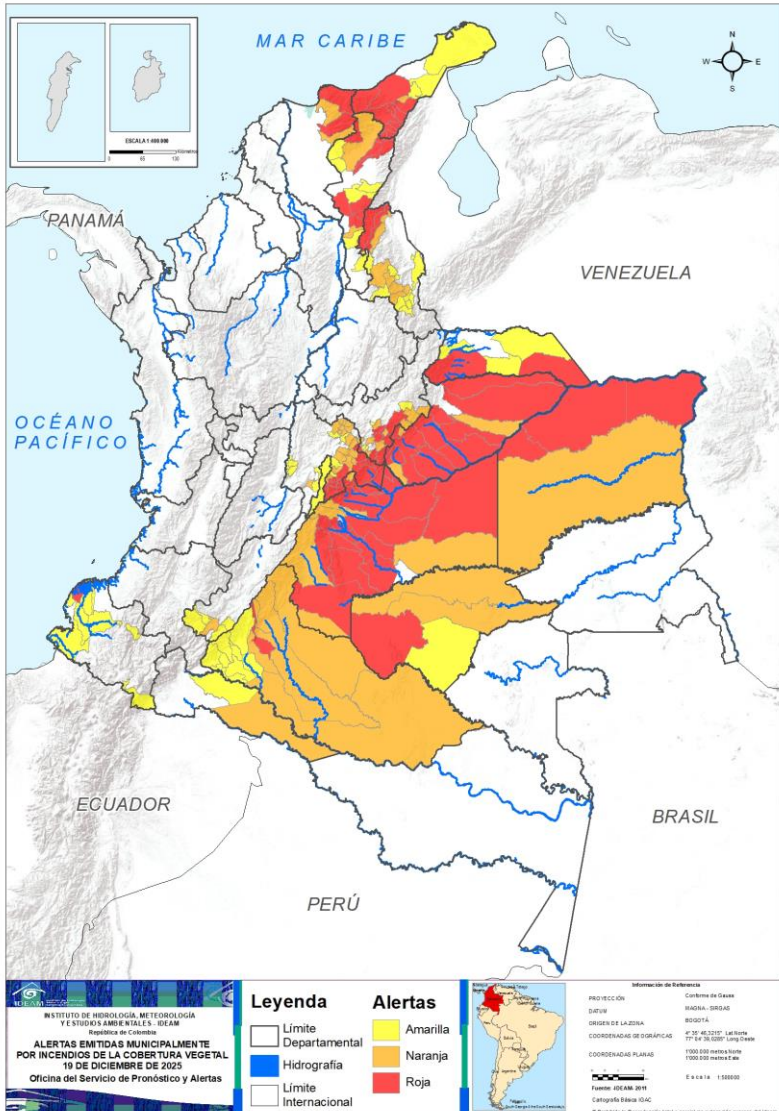 MAR CARIBE
N
W
E
S
ESCALA 1:400.000
PANAMÁ
VENEZUELA
OCÉANO
PACÍFICO
ECUADOR
BRASIL
PERÚ
IDEAM
INSTITUTO DE HIDROLOGÍA, METEOROLOGÍA
Y ESTUDIOS AMBIENTALES - IDEAM
República de Colombia
ALERTAS EMITIDAS MUNICIPALMENTE
POR INCENDIOS DE LA COBERTURA VEGETAL
19 DE DICIEMBRE DE 2025
Oficina del Servicio de Pronóstico y Alertas
Leyenda
Límite
Departamental
Hidrografía
Límite
Internacional
Alertas
Amarilla
Naranja
Roja
Información de Referencia
PROYECCIÓN
Conforme de Gauss
DATUM
MAGNA - SIRGAS
ORIGEN DE LA ZONA
BOGOTÁ
COORDENADAS GEOGRÁFICAS
COORDENADAS PLANAS
1'000.000 metros Norte
1'000.000 metros Este
Escala
Fuente: IDEAM, 2011
Cartografía Básica IGAC